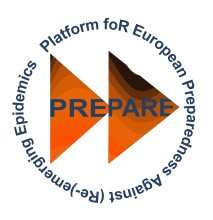 Platform foR European Preparedness Against (Re-)emerging Epidemics
PREPARE